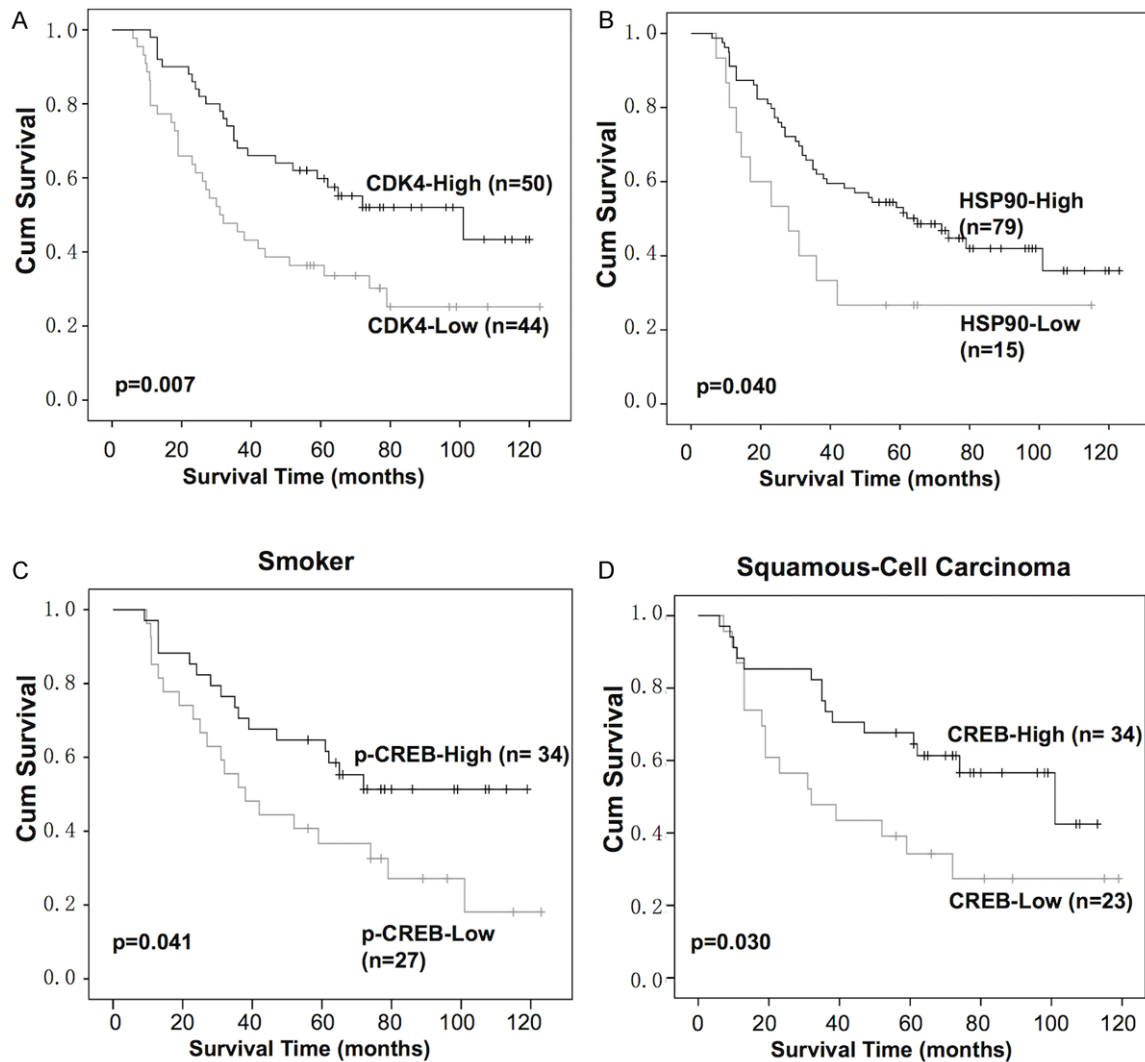 A
Cum Survival
1.0
0.8
0.6
0.4
0.2
0.0
CDK4-High (n=50)
CDK4-Low (n=44)
p=0.007
0 20 40 60 80 100 120
Survival Time (months)
B
Cum Survival
1.0
0.8
0.6
0.4
0.2
0.0
HSP90-High
(n=79)
HSP90-Low
(n=15)
p=0.040
0 20 40 60 80 100 120
Survival Time (months)
C
Smoker
Cum Survival
1.0
0.8
0.6
0.4
0.2
0.0
p-CREB-High (n= 34)
p-CREB-Low
(n=27)
p=0.041
0 20 40 60 80 100 120
Survival Time (months)
D
Squamous-Cell Carcinoma
Cum Survival
1.0
0.8
0.6
0.4
0.2
0.0
CREB-High (n= 34)
CREB-Low (n=23)
p=0.030
0 20 40 60 80 100 120
Survival Time (months)